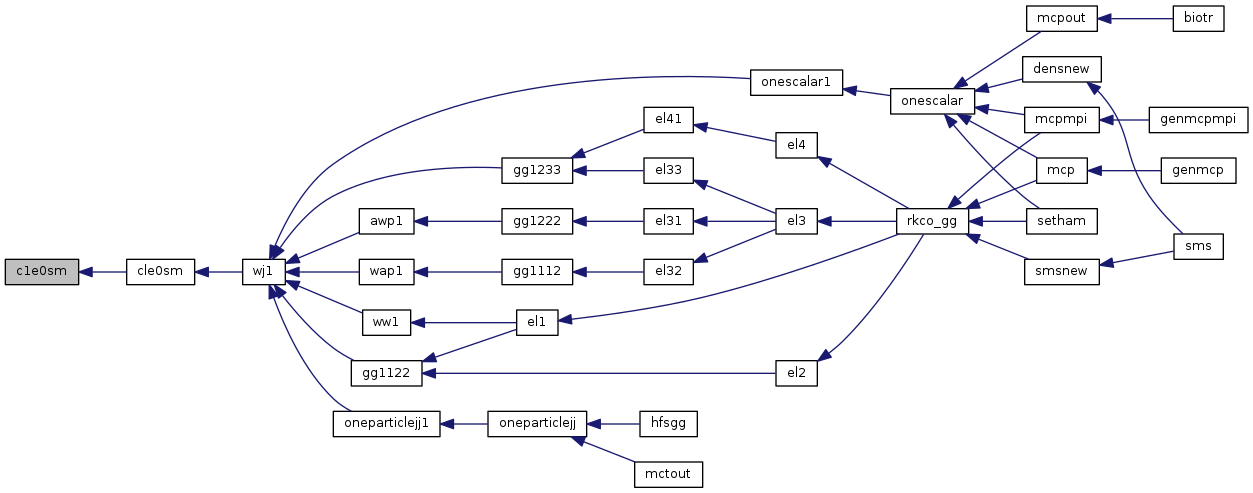 mcpout
biotr
densnew
onescalar1
onescalar
el41
mcpmpi
genmcpmpi
el4
gg1233
el33
mcp
genmcp
awp1
gg1222
el31
el3
rkco_gg
setham
sms
c1e0sm
cle0sm
wj1
wap1
gg1112
el32
smsnew
ww1
el1
gg1122
el2
oneparticlejj1
oneparticlejj
hfsgg
mctout